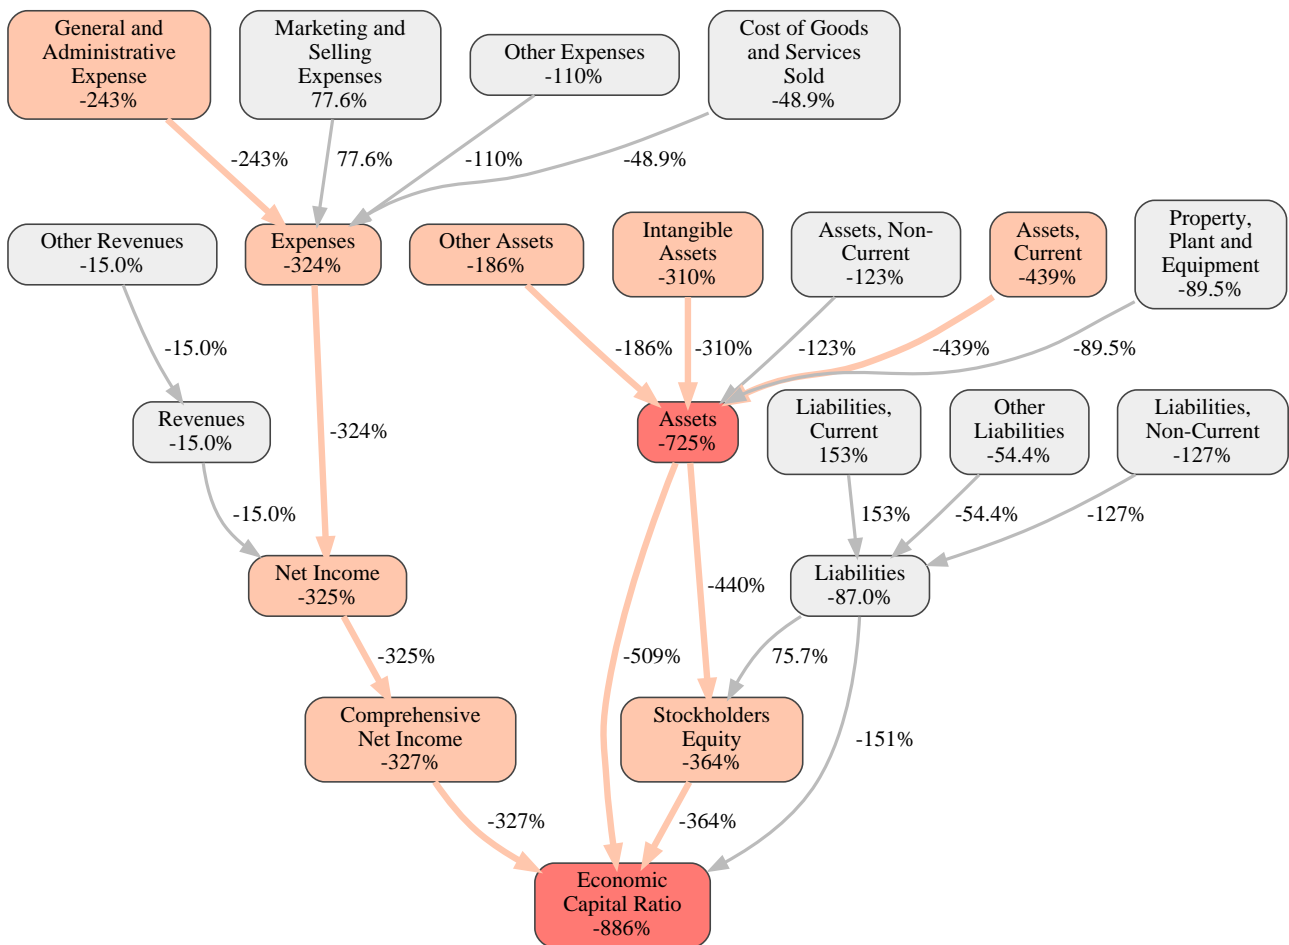 General and
Administrative
Expense
-243%
Marketing and
Selling
Expenses
77.6%
Other Expenses
-110%
Cost of Goods
and Services
Sold
-48.9%
-243%
77.6%
-110%
-48.9%
Other Revenues
-15.0%
Expenses
-324%
Other Assets
-186%
Intangible
Assets
-310%
Assets, Non-
Current
-123%
Assets,
Current
-439%
Property,
Plant and
Equipment
-89.5%
-15.0%
-186%
-310%
-123%
-439%
-89.5%
Revenues
-15.0%
-324%
Assets
-725%
Liabilities,
Current
153%
Other
Liabilities
-54.4%
Liabilities,
Non-Current
-127%
-15.0%
153%
-54.4%
-127%
Net Income
-325%
-440%
Liabilities
-87.0%
-325%
-509%
75.7%
Comprehensive
Net Income
-327%
Stockholders
Equity
-364%
-151%
-327%
-364%
Economic
Capital Ratio
-886%